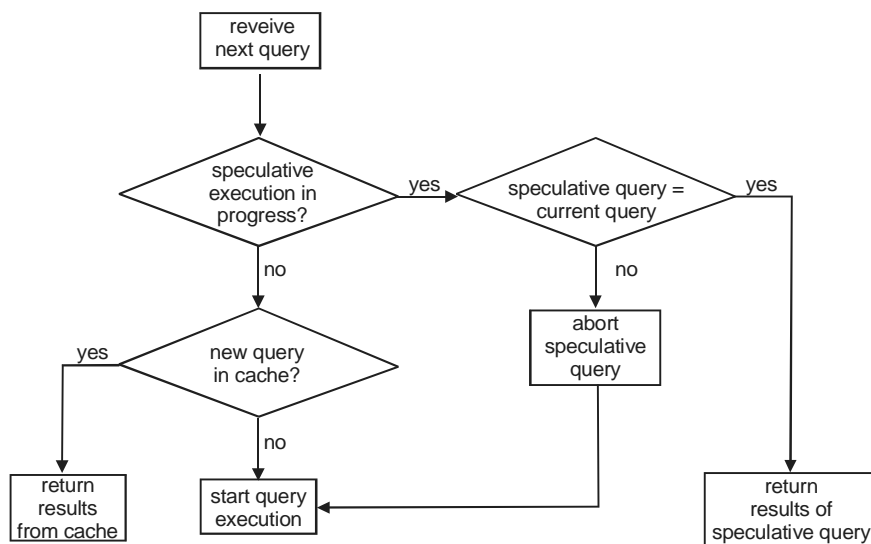 reveive
next query
speculative
execution in
progress?
yes
speculative query =
current query
yes
no
no
new query
in cache?
yes
abort
speculative
query
no
return
results
from cache
start query
execution
return
results of
speculative query